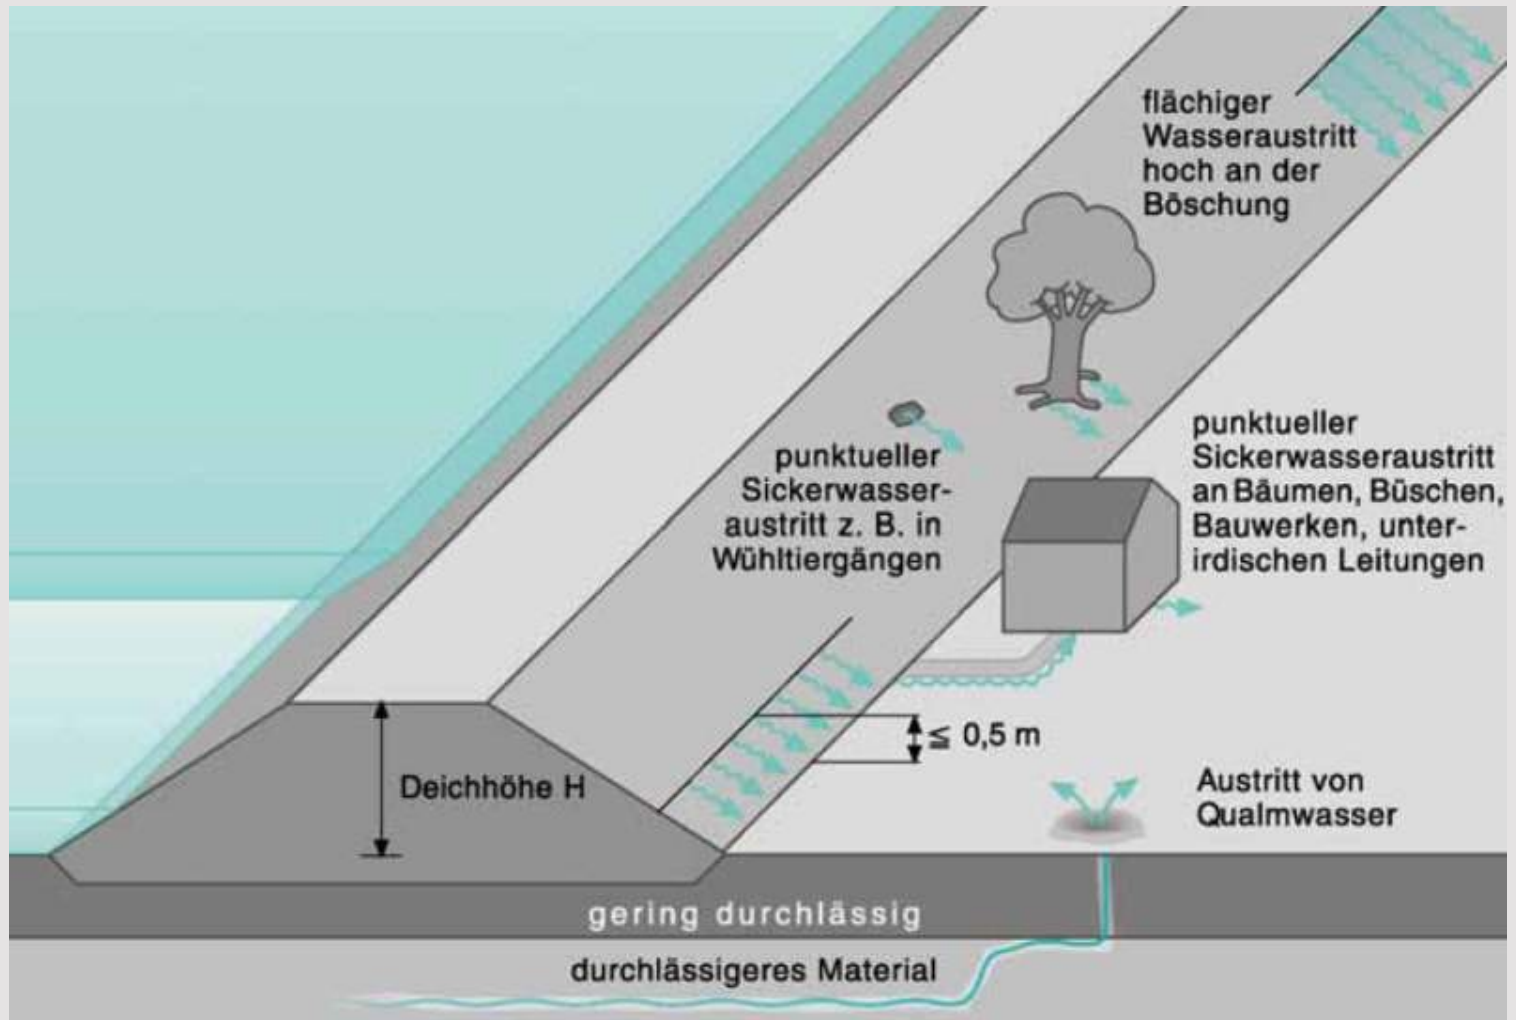 flächiger
Wasseraustritt
hoch an der
Böschung
punktueller
Sickerwasseraustritt
an Bäumen, Büschen,
Bauwerken, unter-
irdischen Leitungen
punktueller
Sickerwasser-
austritt z. B. in
Wühltiergängen
≦ 0,5 m
Deichhöhe H
Austritt von
Qualmwasser
gering durchlässig
durchlässigeres Material